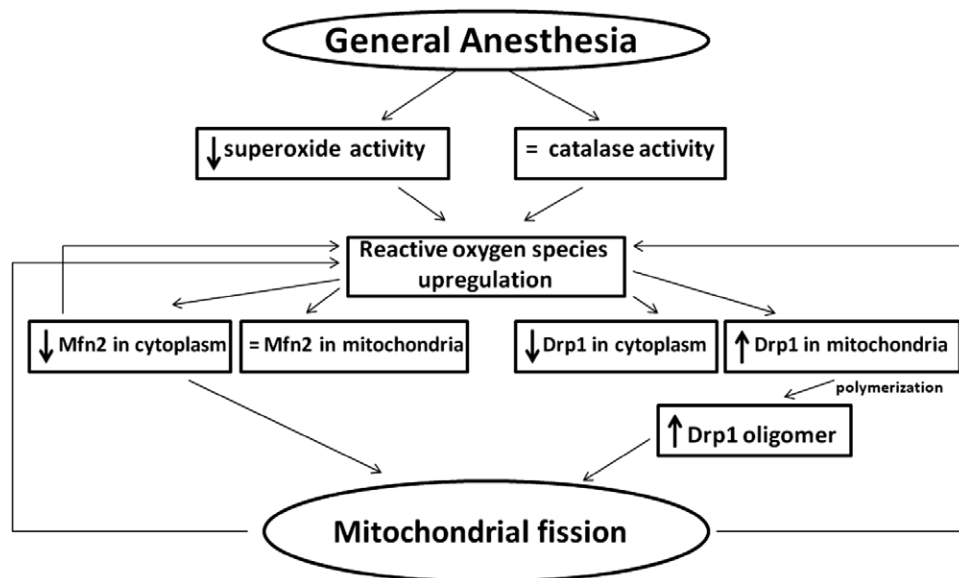 General Anesthesia
↓ superoxide activity
= catalase activity
Reactive oxygen species
upregulation
↓ Mfn2 in cytoplasm
= Mfn2 in mitochondria
↓ Drp1 in cytoplasm
↑ Drp1 in mitochondria
polymerization
↑ Drp1 oligomer
Mitochondrial fission